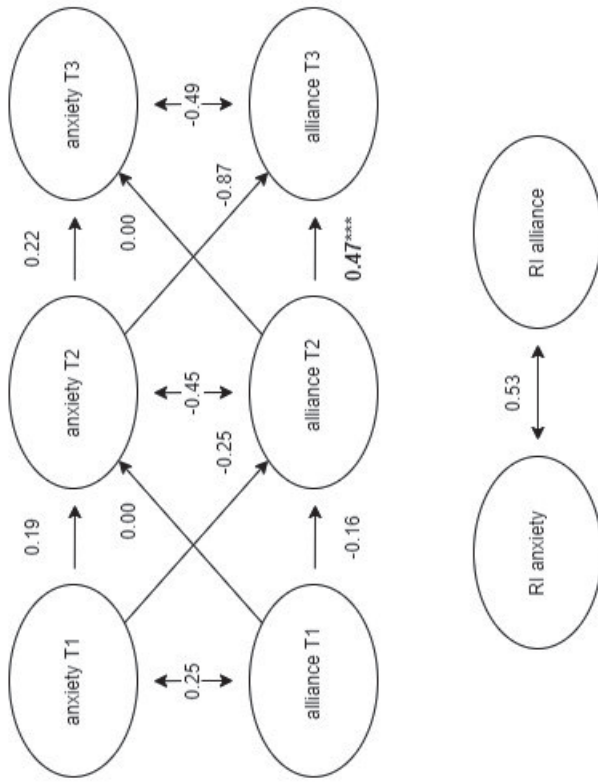 anxiety T1
0.19
anxiety T2
0.22
anxiety T3
0.00
0.00
0.25
-0.45
-0.49
-0.25
-0.87
alliance T1
-0.16
alliance T2
0.47***
alliance T3
RI anxiety
0.53
RI alliance